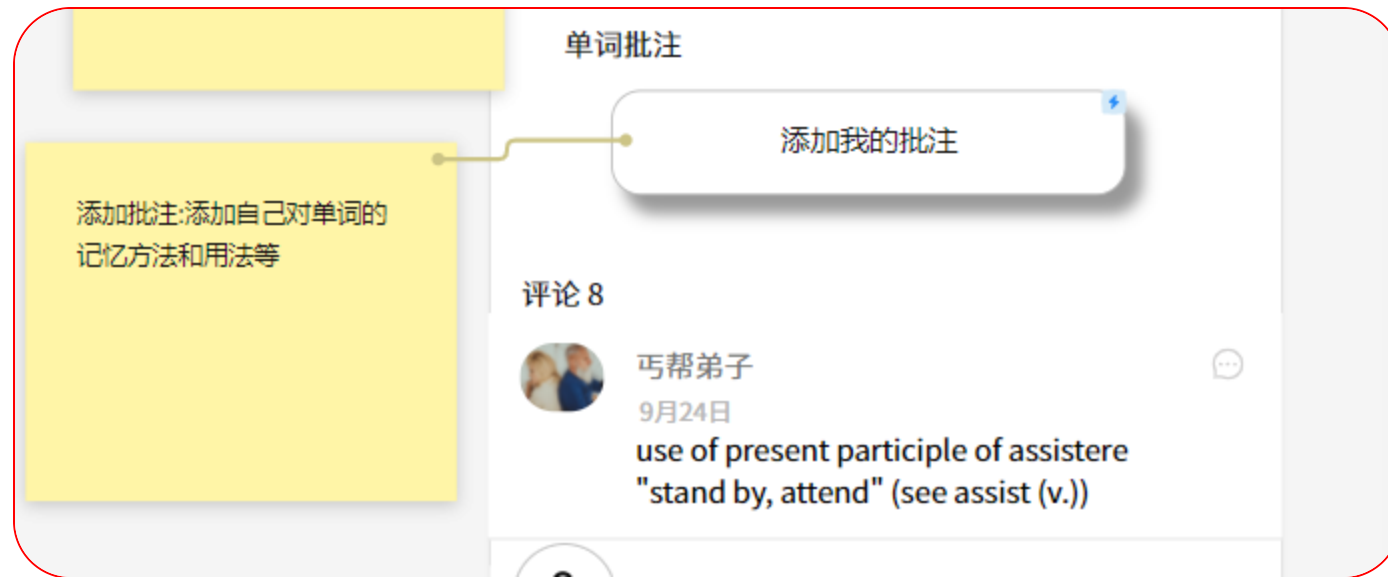 单词批注
添加我的批注
添加批注:添加自己对单词的
记忆方法和用法等
评论 8
丐帮弟子
9月24日
use of present participle of assistere
"stand by, attend" (see assist (v.))